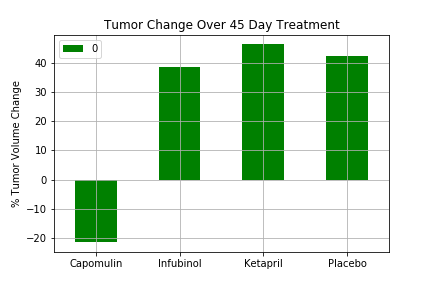 Tumor Change Over 45 Day Treatment
0
% Tumor Volume Change
40
30
20
10
0
−10
−20
Capomulin Infubinol Ketapril Placebo